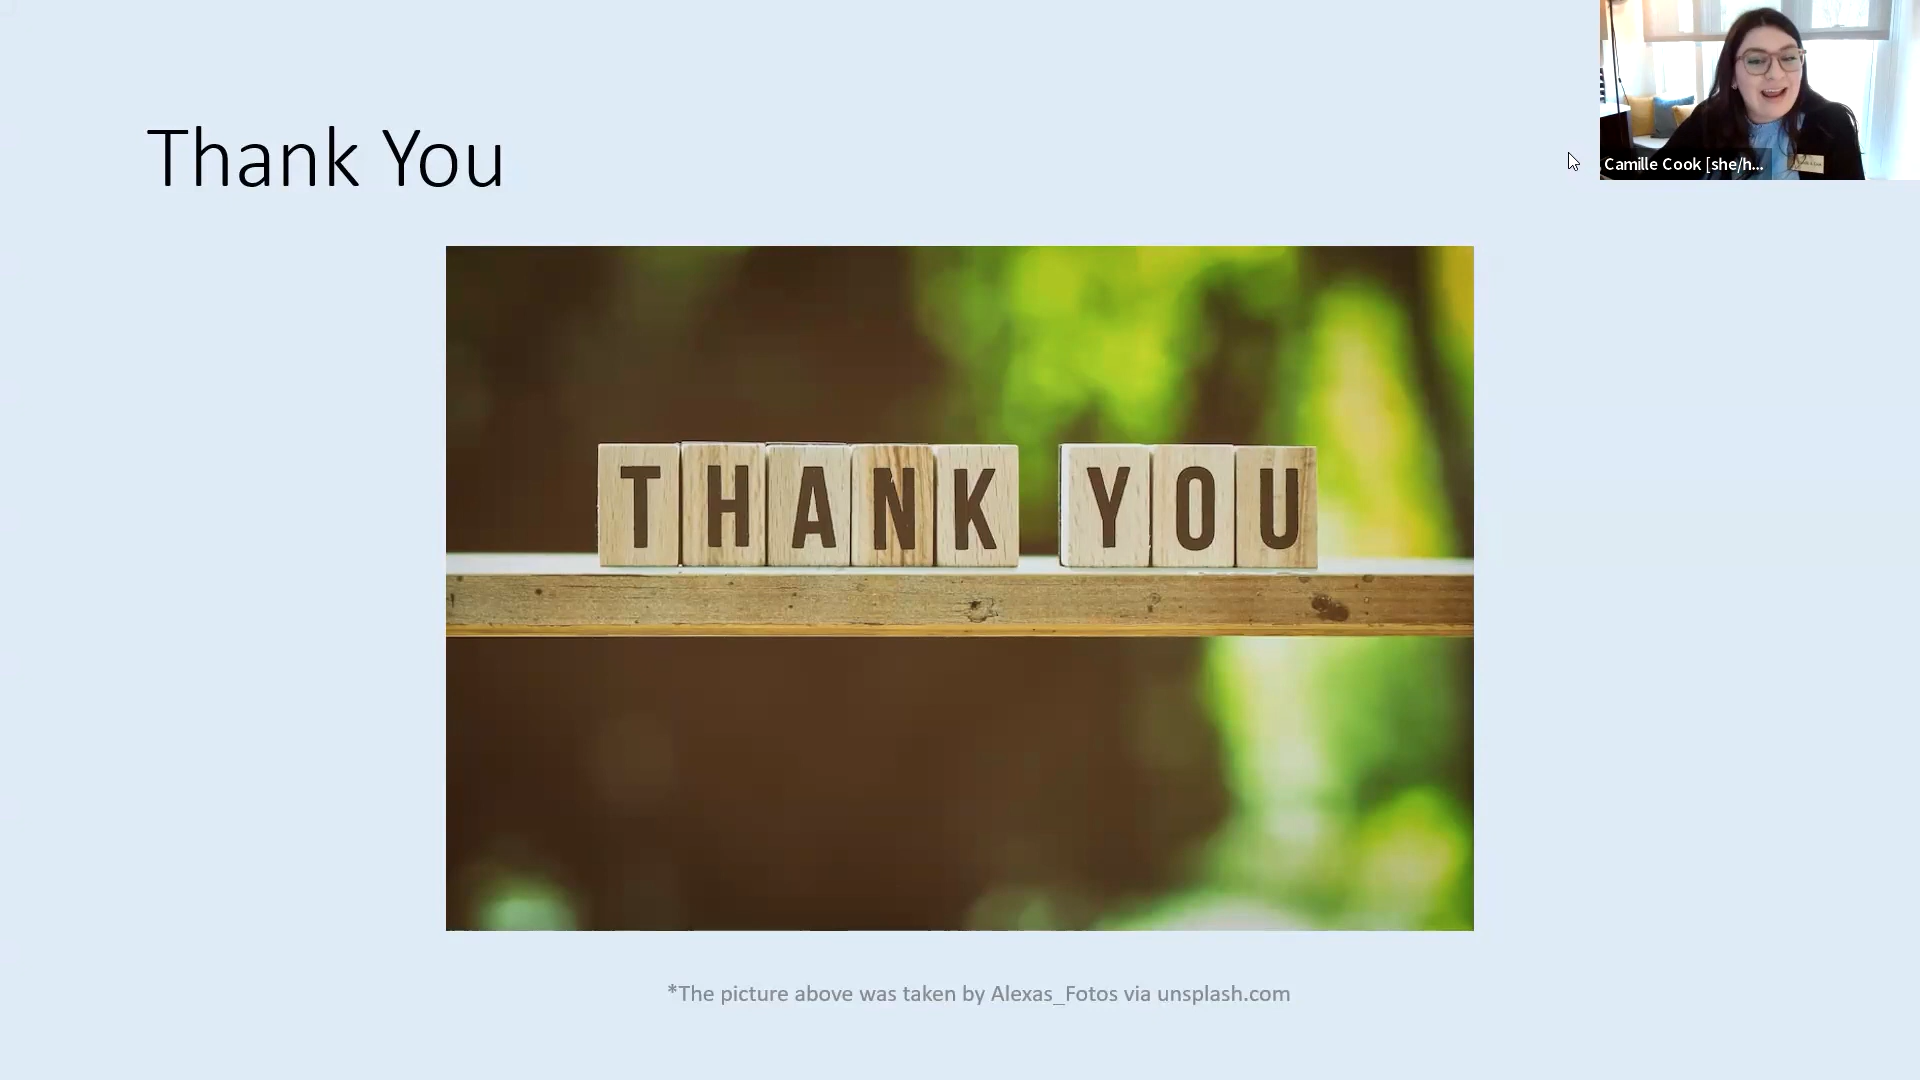 Thank You
Camille Cook [she/h...
THANK YOU
*The picture above was taken by Alexas_Fotos via unsplash.com